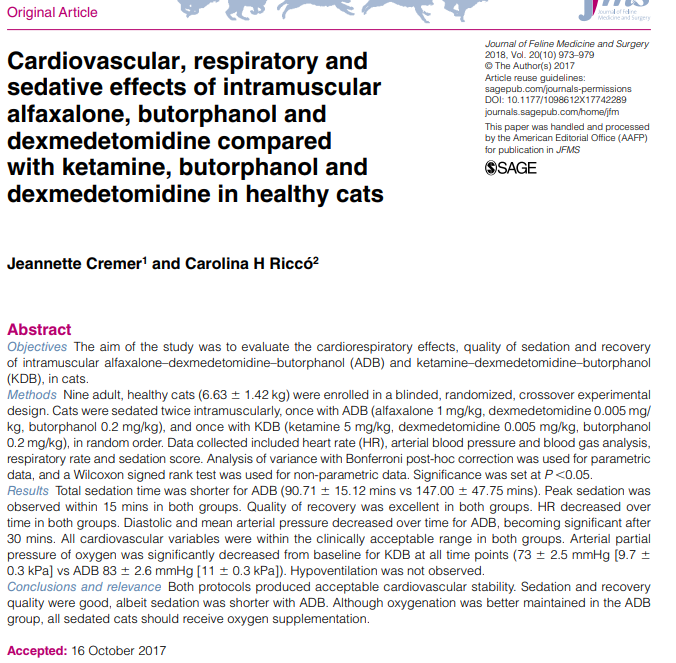 Original Article
jfms
Journal of Feline
Medicine and Surgery
Cardiovascular, respiratory and
sedative effects of intramuscular
alfaxalone, butorphanol and
dexmedetomidine compared
with ketamine, butorphanol and
dexmedetomidine in healthy cats
Journal of Feline Medicine and Surgery
2018, Vol. 20(10) 973–979
© The Author(s) 2017
Article reuse guidelines:
sagepub.com/journals-permissions
DOI: 10.1177/1098612X17742289
journals.sagepub.com/home/jfm
This paper was handled and processed
by the American Editorial Office (AAFP)
for publication in JFMS
SAGE
Jeannette Cremer¹ and Carolina H Riccó²
Abstract
Objectives The aim of the study was to evaluate the cardiorespiratory effects, quality of sedation and recovery
of intramuscular alfaxalone–dexmedetomidine–butorphanol (ADB) and ketamine–dexmedetomidine–butorphanol
(KDB), in cats.
Methods Nine adult, healthy cats (6.63 ± 1.42 kg) were enrolled in a blinded, randomized, crossover experimental
design. Cats were sedated twice intramuscularly, once with ADB (alfaxalone 1 mg/kg, dexmedetomidine 0.005 mg/
kg, butorphanol 0.2 mg/kg), and once with KDB (ketamine 5 mg/kg, dexmedetomidine 0.005 mg/kg, butorphanol
0.2 mg/kg), in random order. Data collected included heart rate (HR), arterial blood pressure and blood gas analysis,
respiratory rate and sedation score. Analysis of variance with Bonferroni post-hoc correction was used for parametric
data, and a Wilcoxon signed rank test was used for non-parametric data. Significance was set at P <0.05.
Results Total sedation time was shorter for ADB (90.71 ± 15.12 mins vs 147.00 ± 47.75 mins). Peak sedation was
observed within 15 mins in both groups. Quality of recovery was excellent in both groups. HR decreased over
time in both groups. Diastolic and mean arterial pressure decreased over time for ADB, becoming significant after
30 mins. All cardiovascular variables were within the clinically acceptable range in both groups. Arterial partial
pressure of oxygen was significantly decreased from baseline for KDB at all time points (73 ± 2.5 mmHg [9.7 ±
0.3 kPa] vs ADB 83 ± 2.6 mmHg [11 ± 0.3 kPa]). Hypoventilation was not observed.
Conclusions and relevance Both protocols produced acceptable cardiovascular stability. Sedation and recovery
quality were good, albeit sedation was shorter with ADB. Although oxygenation was better maintained in the ADB
group, all sedated cats should receive oxygen supplementation.
Accepted: 16 October 2017